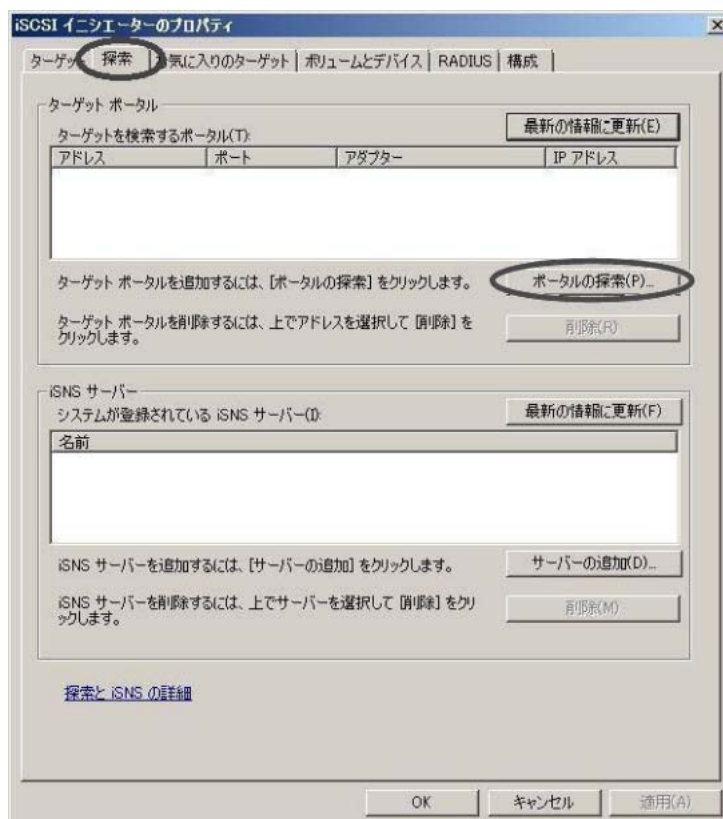 iSCSI イニシエーターのプロパティ
ターゲット 探索 お気に入りのターゲット ボリュームとデバイス RADIUS 構成
ターゲット ポータル
ターゲットを検索するポータル(T):
最新の情報に更新(E)
アドレス ポート アダプター IP アドレス
ターゲット ポータルを追加するには、[ポータルの探索] をクリックします。
ポータルの探索(P)...
ターゲット ポータルを削除するには、上でアドレスを選択して [削除] を
クリックします。
削除(R)
iSNS サーバー
システムが登録されている iSNS サーバー(I):
最新の情報に更新(F)
名前
iSNS サーバーを追加するには、[サーバーの追加] をクリックします。
サーバーの追加(D)...
iSNS サーバーを削除するには、上でサーバーを選択して [削除] をクリ
ックします。
削除(M)
探索と iSNS の詳細
OK キャンセル 適用(A)